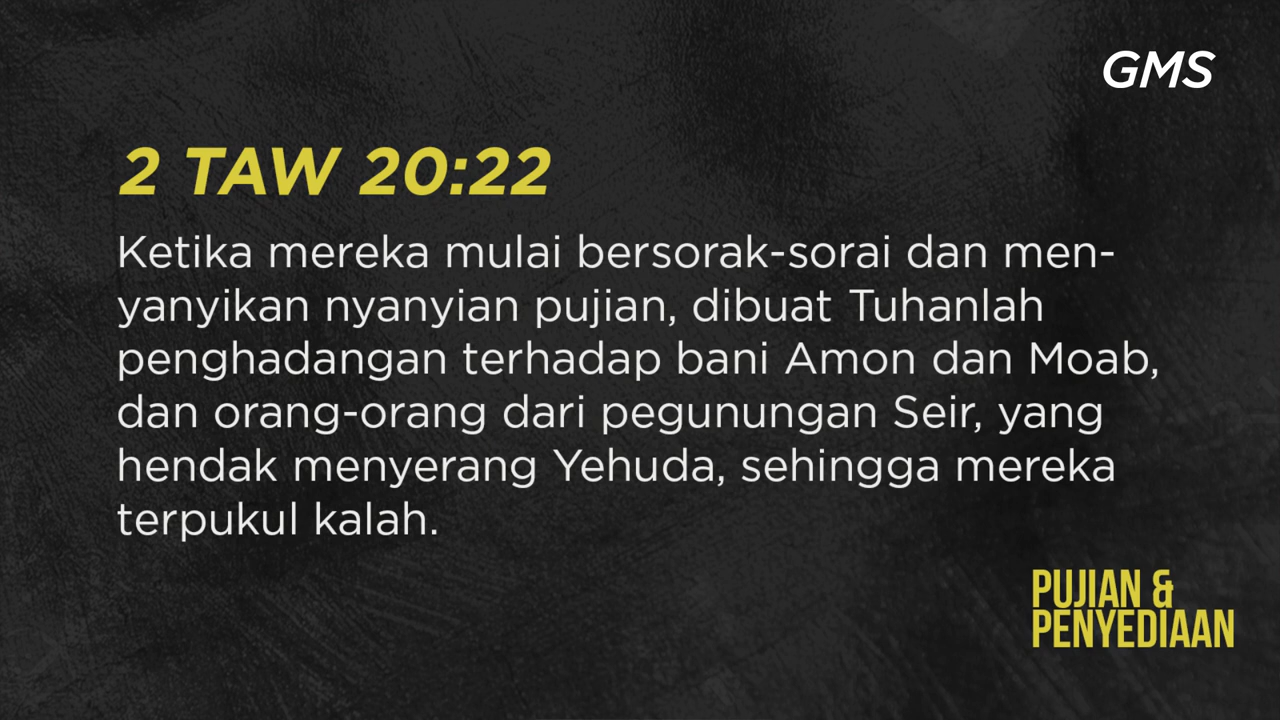 GMS
2 TAW 20:22
Ketika mereka mulai bersorak-sorai dan men-
yanyikan nyanyian pujian, dibuat Tuhanlah
penghadangan terhadap bani Amon dan Moab,
dan orang-orang dari pegunungan Seir, yang
hendak menyerang Yehuda, sehingga mereka
terpukul kalah.
PUJIAN &
PENYEDIAAN